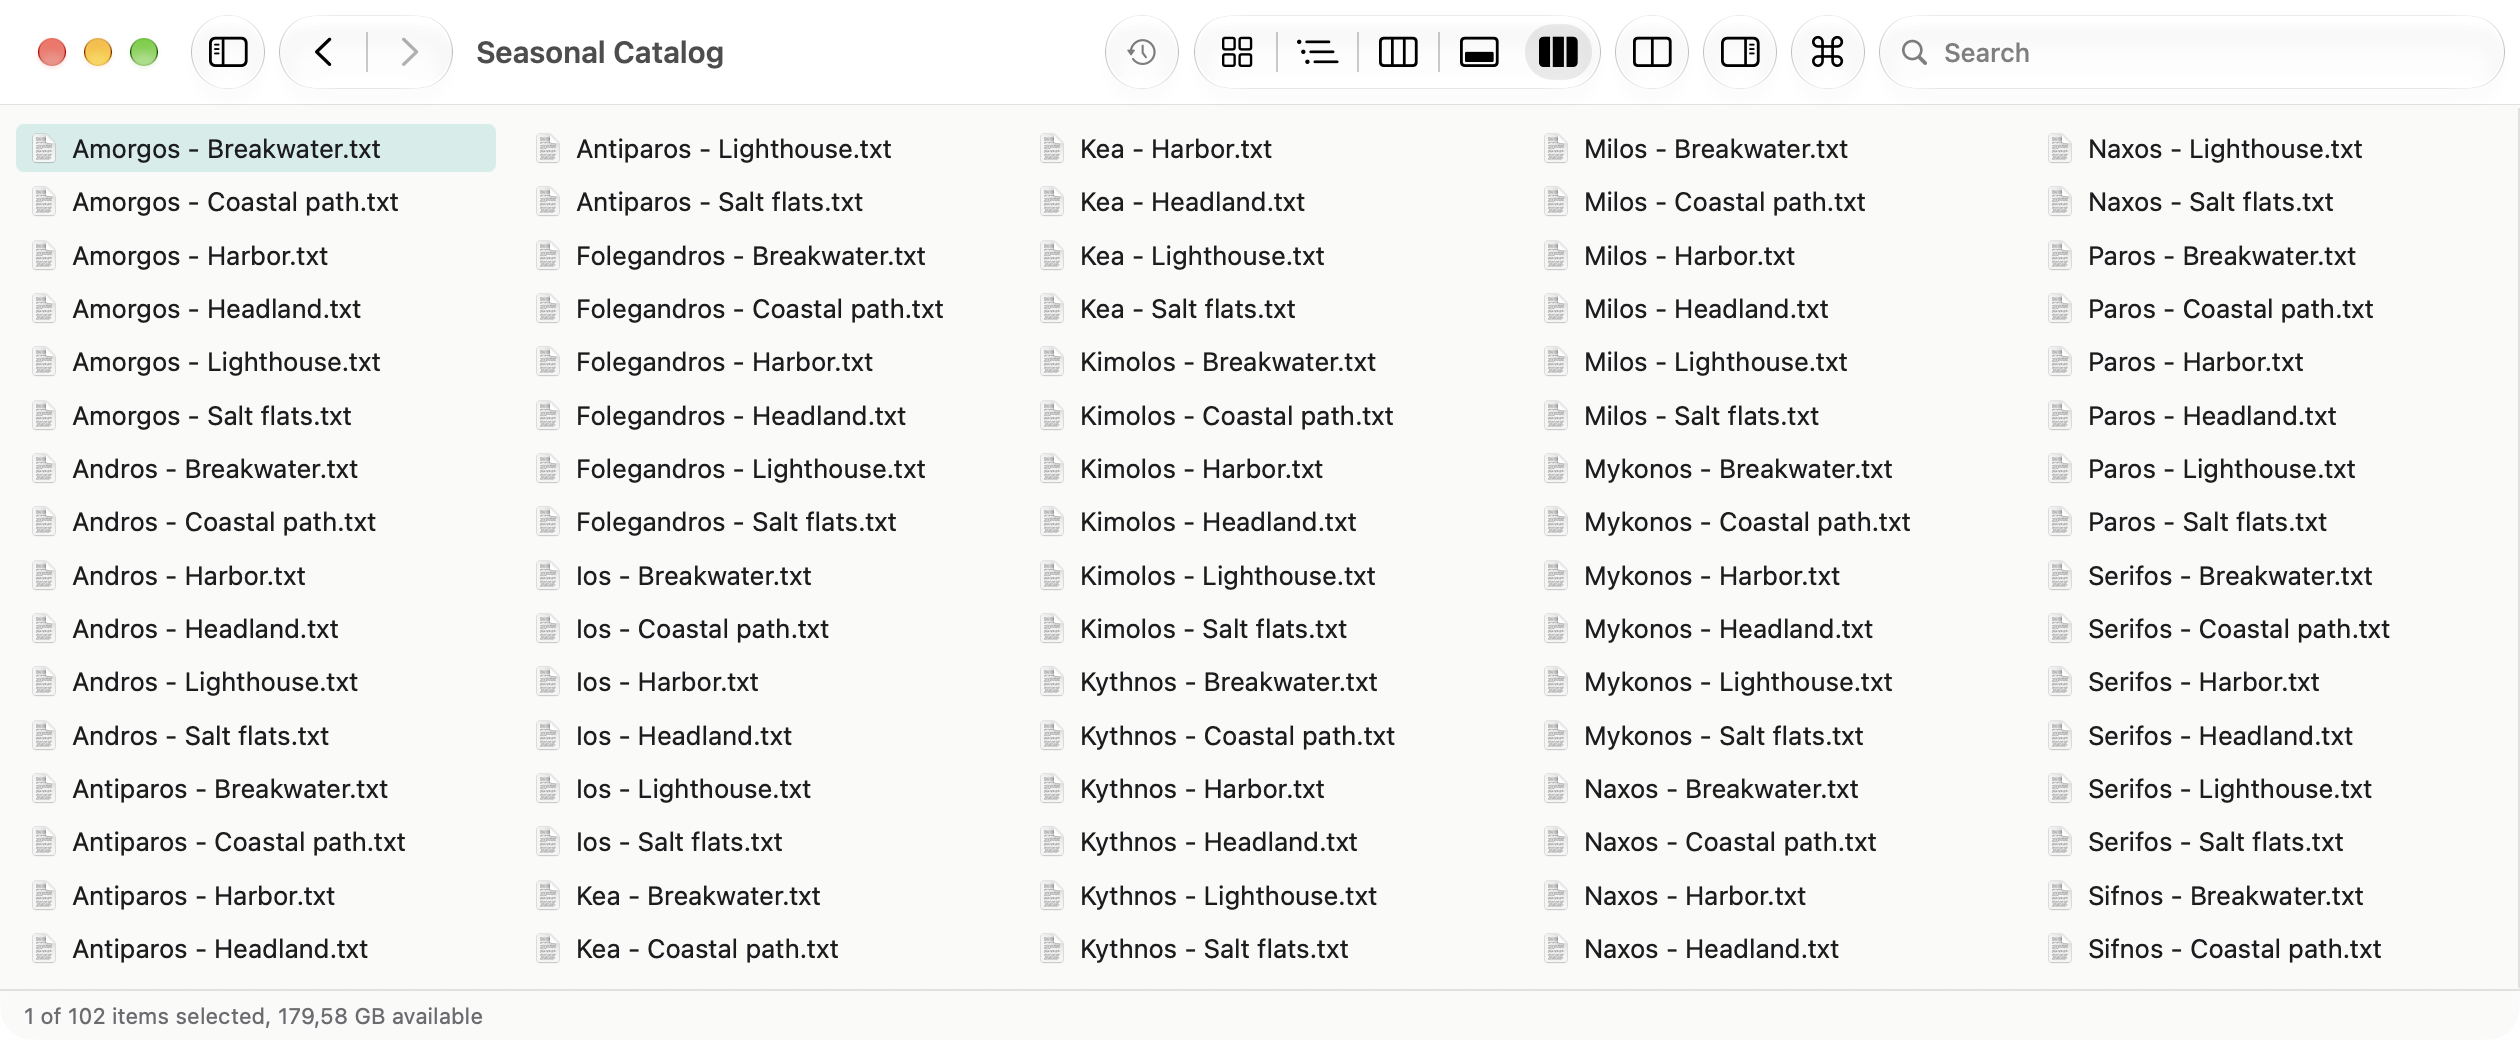 Seasonal Catalog
Search
Amorgos - Breakwater.txt
Amorgos - Coastal path.txt
Amorgos - Harbor.txt
Amorgos - Headland.txt
Amorgos - Lighthouse.txt
Amorgos - Salt flats.txt
Andros - Breakwater.txt
Andros - Coastal path.txt
Andros - Harbor.txt
Andros - Headland.txt
Andros - Lighthouse.txt
Andros - Salt flats.txt
Antiparos - Breakwater.txt
Antiparos - Coastal path.txt
Antiparos - Harbor.txt
Antiparos - Headland.txt
Antiparos - Lighthouse.txt
Antiparos - Salt flats.txt
Folegandros - Breakwater.txt
Folegandros - Coastal path.txt
Folegandros - Harbor.txt
Folegandros - Headland.txt
Folegandros - Lighthouse.txt
Folegandros - Salt flats.txt
Ios - Breakwater.txt
Ios - Coastal path.txt
Ios - Harbor.txt
Ios - Headland.txt
Ios - Lighthouse.txt
Ios - Salt flats.txt
Kea - Breakwater.txt
Kea - Coastal path.txt
Kea - Harbor.txt
Kea - Headland.txt
Kea - Lighthouse.txt
Kea - Salt flats.txt
Kimolos - Breakwater.txt
Kimolos - Coastal path.txt
Kimolos - Harbor.txt
Kimolos - Headland.txt
Kimolos - Lighthouse.txt
Kimolos - Salt flats.txt
Kythnos - Breakwater.txt
Kythnos - Coastal path.txt
Kythnos - Harbor.txt
Kythnos - Headland.txt
Kythnos - Lighthouse.txt
Kythnos - Salt flats.txt
Milos - Breakwater.txt
Milos - Coastal path.txt
Milos - Harbor.txt
Milos - Headland.txt
Milos - Lighthouse.txt
Milos - Salt flats.txt
Mykonos - Breakwater.txt
Mykonos - Coastal path.txt
Mykonos - Harbor.txt
Mykonos - Headland.txt
Mykonos - Lighthouse.txt
Mykonos - Salt flats.txt
Naxos - Breakwater.txt
Naxos - Coastal path.txt
Naxos - Harbor.txt
Naxos - Headland.txt
Naxos - Lighthouse.txt
Naxos - Salt flats.txt
Paros - Breakwater.txt
Paros - Coastal path.txt
Paros - Harbor.txt
Paros - Headland.txt
Paros - Lighthouse.txt
Paros - Salt flats.txt
Serifos - Breakwater.txt
Serifos - Coastal path.txt
Serifos - Harbor.txt
Serifos - Headland.txt
Serifos - Lighthouse.txt
Serifos - Salt flats.txt
Sifnos - Breakwater.txt
Sifnos - Coastal path.txt
1 of 102 items selected, 179,58 GB available